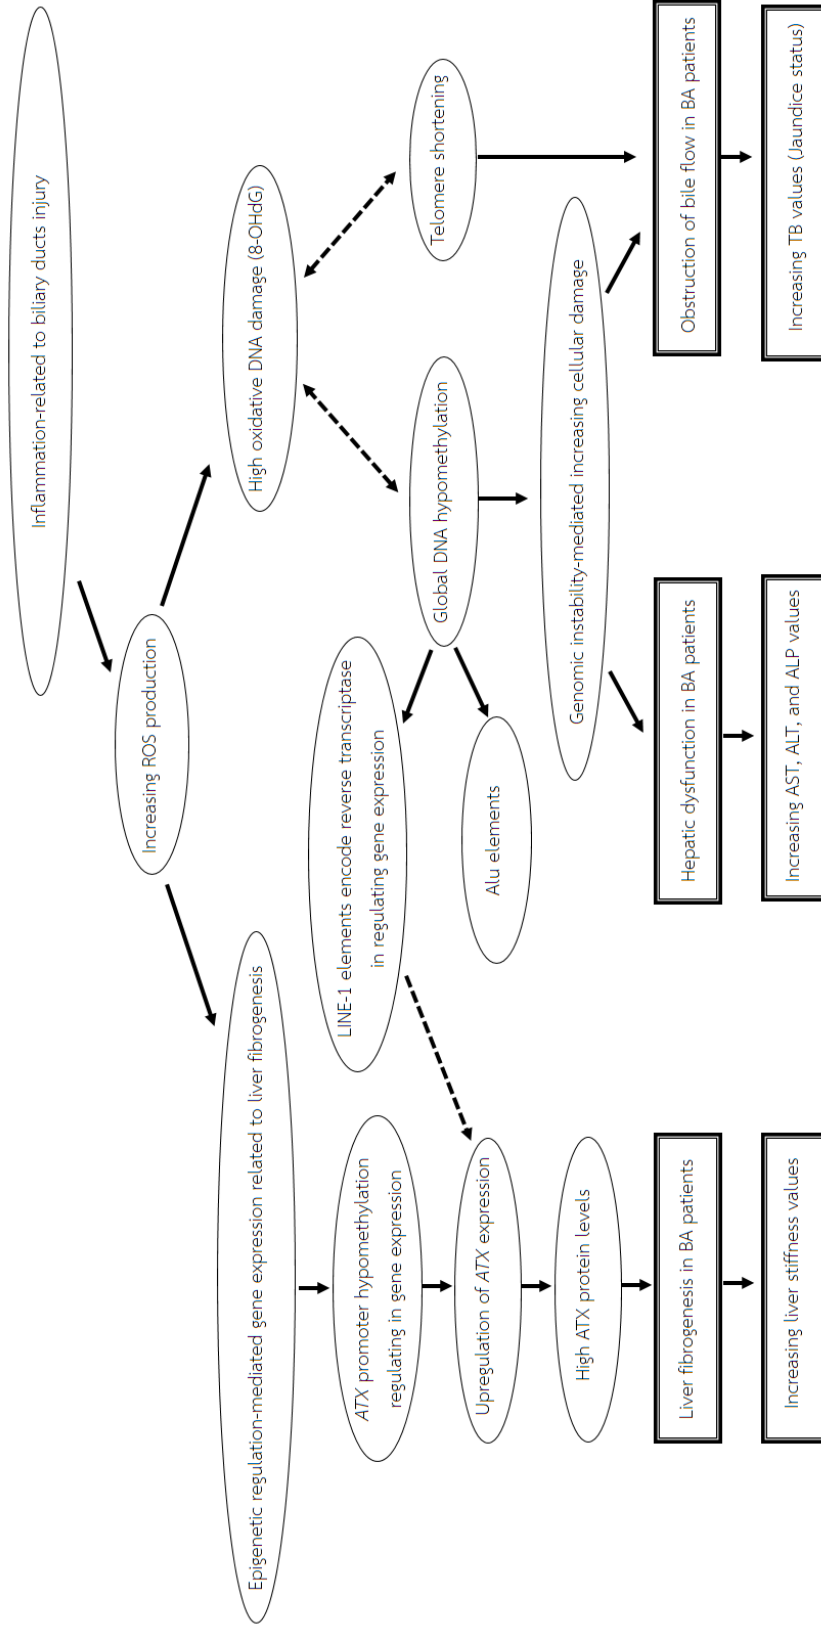 Inflammation-related to biliary ducts injury
Increasing ROS production
Epigenetic regulation-mediated gene expression related to liver fibrogenesis
High oxidative DNA damage (8-OHdG)
ATX promoter hypomethylation
regulating in gene expression
LINE-1 elements encode reverse transcriptase
in regulating gene expression
Global DNA hypomethylation
Telomere shortening
Upregulation of ATX expression
Alu elements
High ATX protein levels
Genomic instability-mediated increasing cellular damage
Liver fibrogenesis in BA patients
Hepatic dysfunction in BA patients
Obstruction of bile flow in BA patients
Increasing liver stiffness values
Increasing AST, ALT, and ALP values
Increasing TB values (Jaundice status)